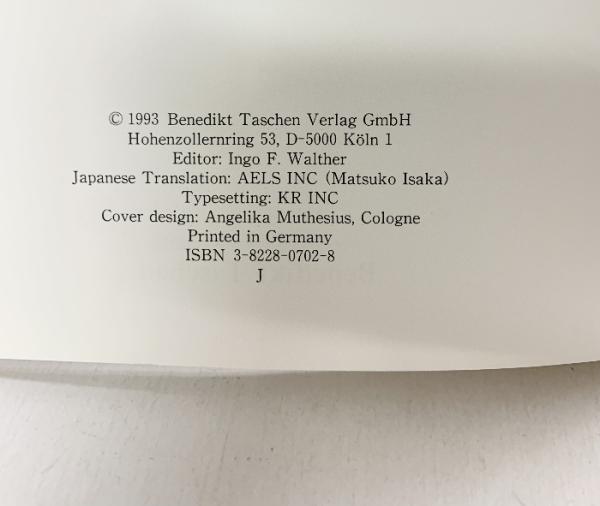 © 1993 Benedikt Taschen Verlag GmbH
Hohenzollernring 53, D-5000 Köln 1
Editor: Ingo F. Walther
Japanese Translation: AELS INC (Matsuko Isaka)
Typesetting: KR INC
Cover design: Angelika Muthesius, Cologne
Printed in Germany
ISBN 3-8228-0702-8
J